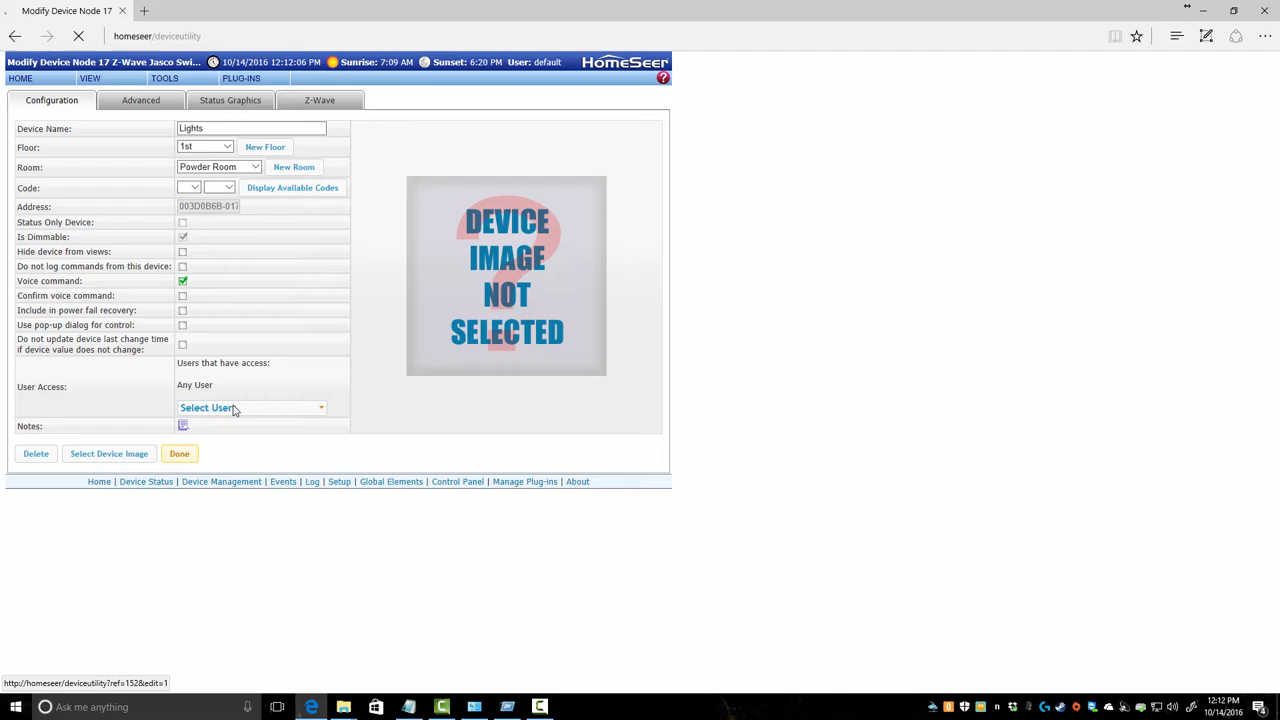 Modify Device Node 17
homeseer/deviceutility
Modify Device Node 17 Z-Wave Jasco Swi... 10/14/2016 12:12:06 PM Sunrise: 7:09 AM Sunset: 6:20 PM User: default HomeSeer
HOME VIEW TOOLS PLUG-INS ?
Configuration Advanced Status Graphics Z-Wave
Device Name: Lights
Floor: 1st New Floor
Room: Powder Room New Room
Code: Display Available Codes
Address: 003D0B6B-017
Status Only Device:
Is Dimmable:
Hide device from views:
Do not log commands from this device:
Voice command:
Confirm voice command:
Include in power fail recovery:
Use pop-up dialog for control:
Do not update device last change time
if device value does not change:
Users that have access:
User Access: Any User
Select User
Notes:
?
DEVICE
IMAGE
NOT
SELECTED
Delete Select Device Image Done
Home | Device Status | Device Management | Events | Log | Setup | Global Elements | Control Panel | Manage Plug-ins | About
http://homeseer/deviceutility?ref=152&edit=1
Ask me anything
12:12 PM
10/14/2016